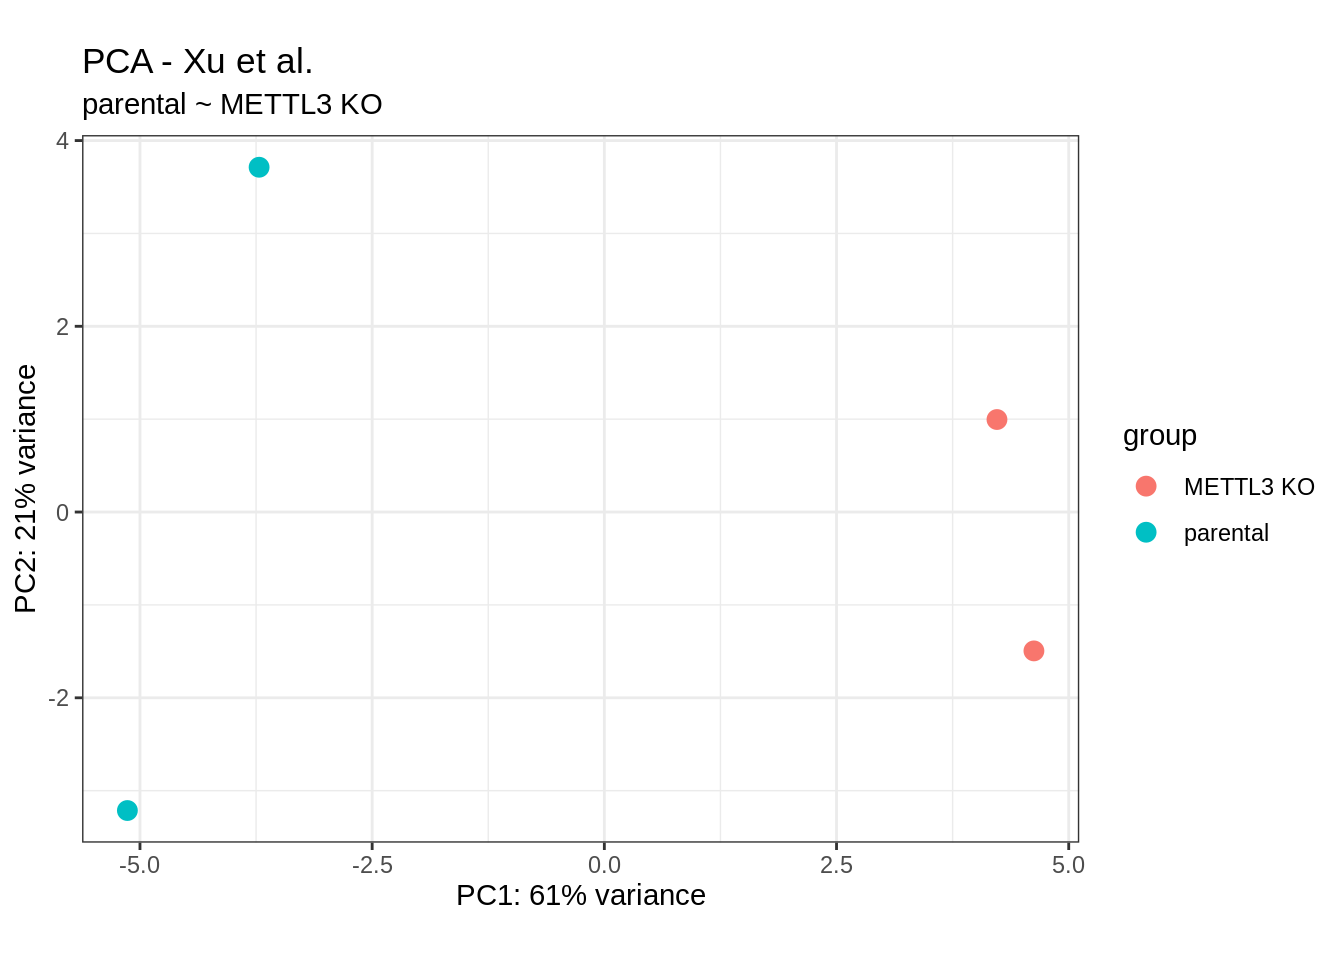 PCA - Xu et al.
parental ~ METTL3 KO
4
2
0
-2
PC2: 21% variance
-5.0
-2.5
0.0
2.5
5.0
PC1: 61% variance
group
METTL3 KO
parental